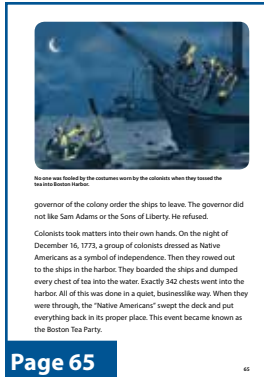 No one was fooled by the costumes worn by the colonists when they tossed the
tea into Boston Harbor.
governor of the colony order the ships to leave. The governor did
not like Sam Adams or the Sons of Liberty. He refused.
Colonists took matters into their own hands. On the night of
December 16, 1773, a group of colonists dressed as Native
Americans as a symbol of independence. Then they rowed out
to the ships in the harbor. They boarded the ships and dumped
every chest of tea into the water. Exactly 342 chests went into the
harbor. All of this was done in a quiet, businesslike way. When they
were through, the “Native Americans” swept the deck and put
everything back in its proper place. This event became known as
the Boston Tea Party.
Page 65
65